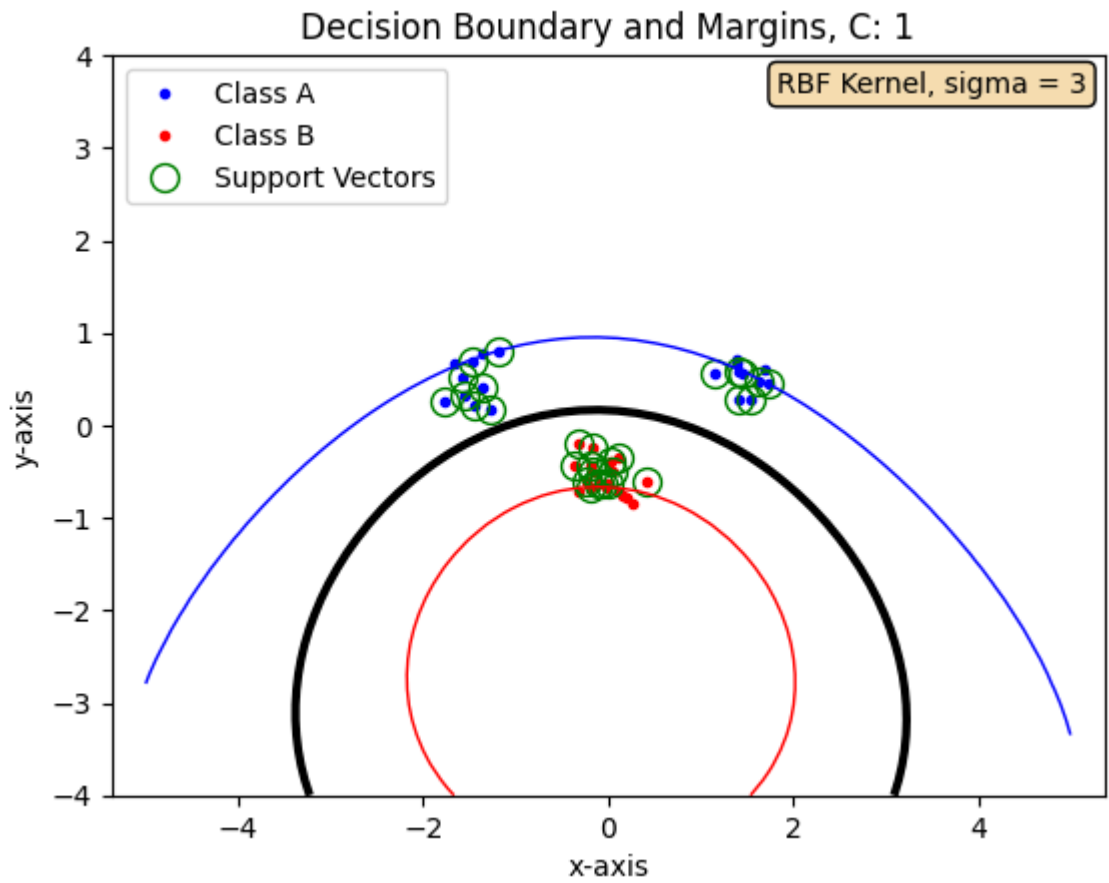 Decision Boundary and Margins, C: 1
RBF Kernel, sigma = 3
Class A
Class B
Support Vectors
y-axis
4
3
2
1
0
−1
−2
−3
−4
−4
−2
0
2
4
x-axis